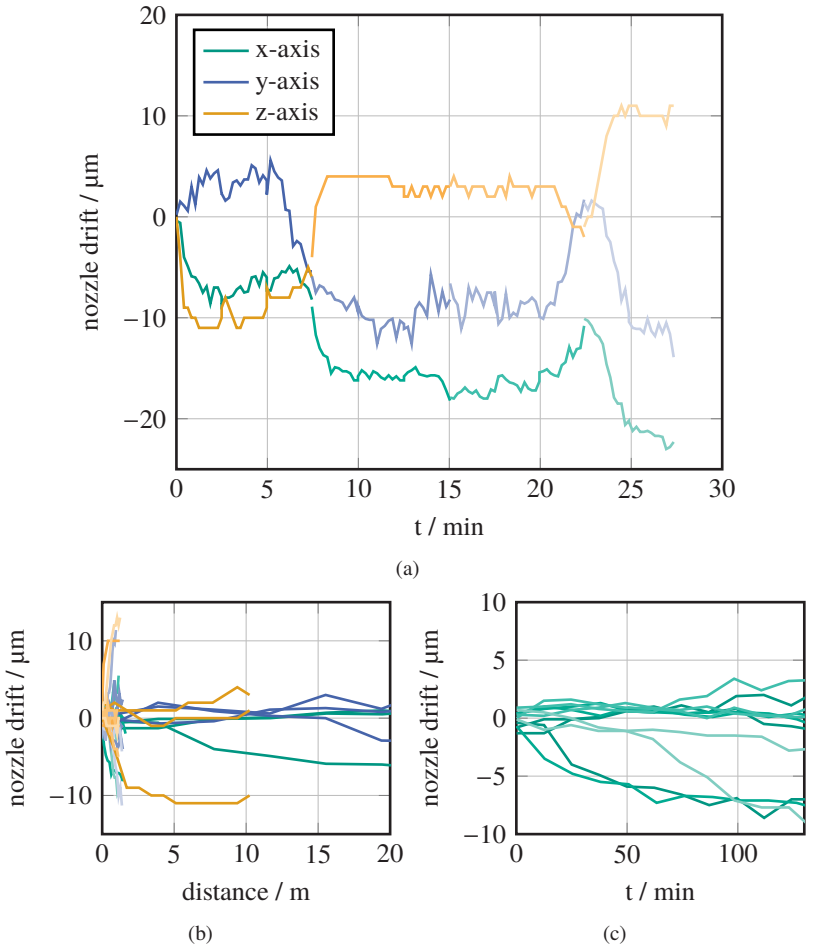 20
10
0
−10
−20
nozzle drift / μm
x-axis
y-axis
z-axis
0 5 10 15 20 25 30
t / min
(a)
10
0
−10
nozzle drift / μm
0 5 10 15 20
distance / m
(b)
10
5
0
−5
−10
nozzle drift / μm
0 50 100
t / min
(c)